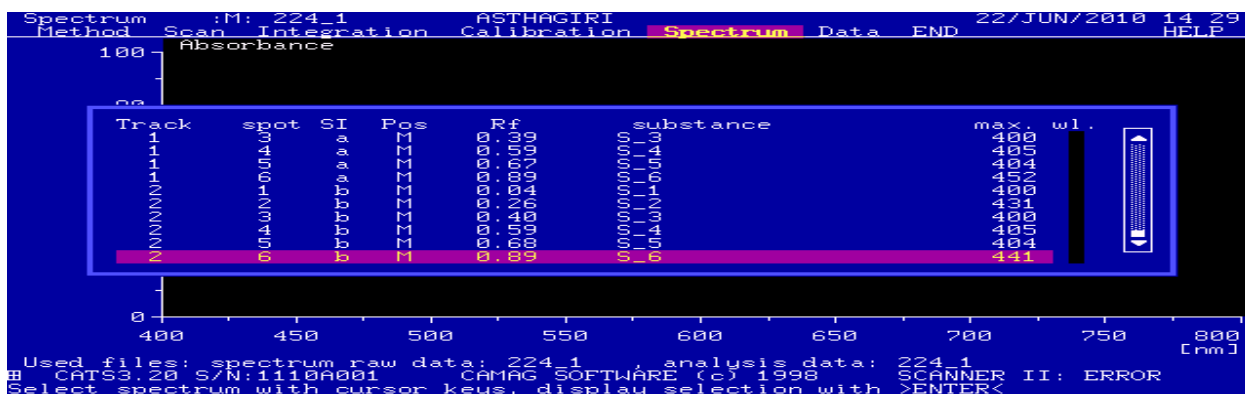 Spectrum :M: 224_1 ASTHAGIRI 22/JUN/2010 14 29
Method Scan Integration Calibration Spectrum Data END HELP
Absorbance
100
Track spot SI Pos Rf substance max. wl.
1 3 a M 0.39 S_3 400
1 4 a M 0.59 S_4 405
1 5 a M 0.67 S_5 404
1 6 a M 0.89 S_6 452
2 1 b M 0.04 S_1 400
2 2 b M 0.26 S_2 431
2 3 b M 0.40 S_3 400
2 4 b M 0.59 S_4 405
2 5 b M 0.68 S_5 404
2 6 b M 0.89 S_6 441
0
400 450 500 550 600 650 700 750 800
[nm]
Used files: spectrum raw data: 224_1 , analysis data: 224_1
CATS3.20 S/N:1110A001 CAMAG SOFTWARE (c) 1998 SCANNER II: ERROR
Select spectrum with cursor keys, display selection with >ENTER<